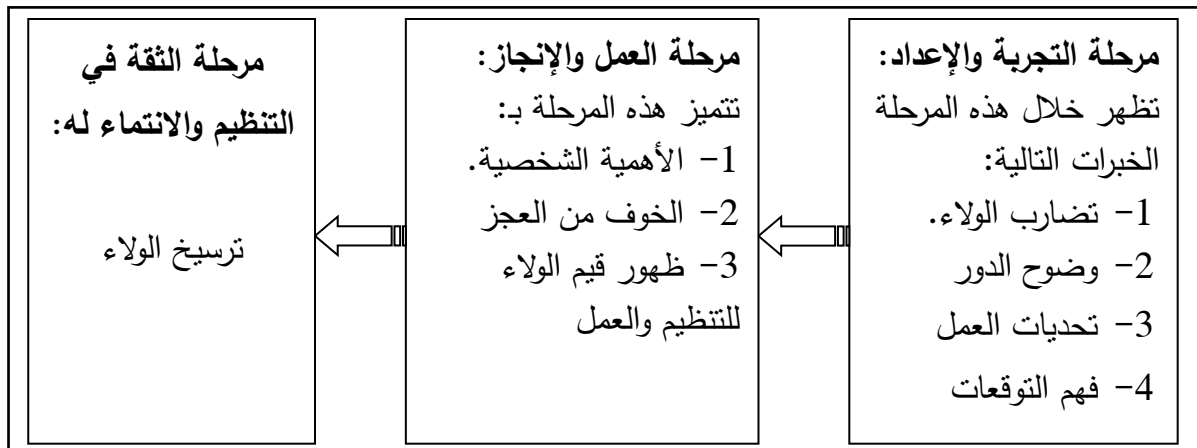 مرحلة التجربة والإعداد:
تظهر خلال هذه المرحلة
الخبرات التالية:
1- تضارب الولاء.
2- وضوح الدور
3- تحديات العمل
4- فهم التوقعات
مرحلة العمل والإنجاز:
تتميز هذه المرحلة بـ:
1- الأهمية الشخصية.
2- الخوف من العجز
3- ظهور قيم الولاء
للتنظيم والعمل
مرحلة الثقة في
التنظيم والانتماء له:
ترسيخ الولاء